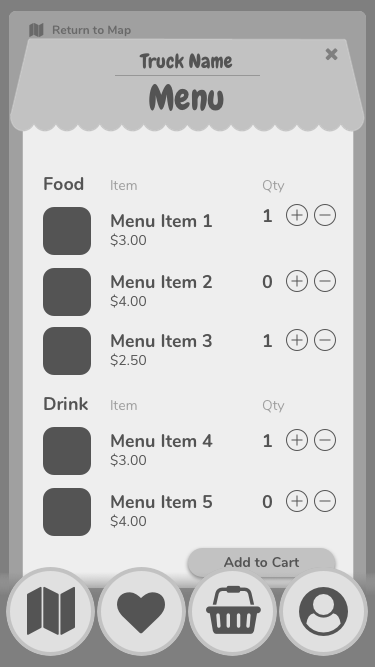 Return to Map
Truck Name
Menu
Food Item Qty
Menu Item 1 1
$3.00
Menu Item 2 0
$4.00
Menu Item 3 1
$2.50
Drink Item Qty
Menu Item 4 1
$3.00
Menu Item 5 0
$4.00
Add to Cart